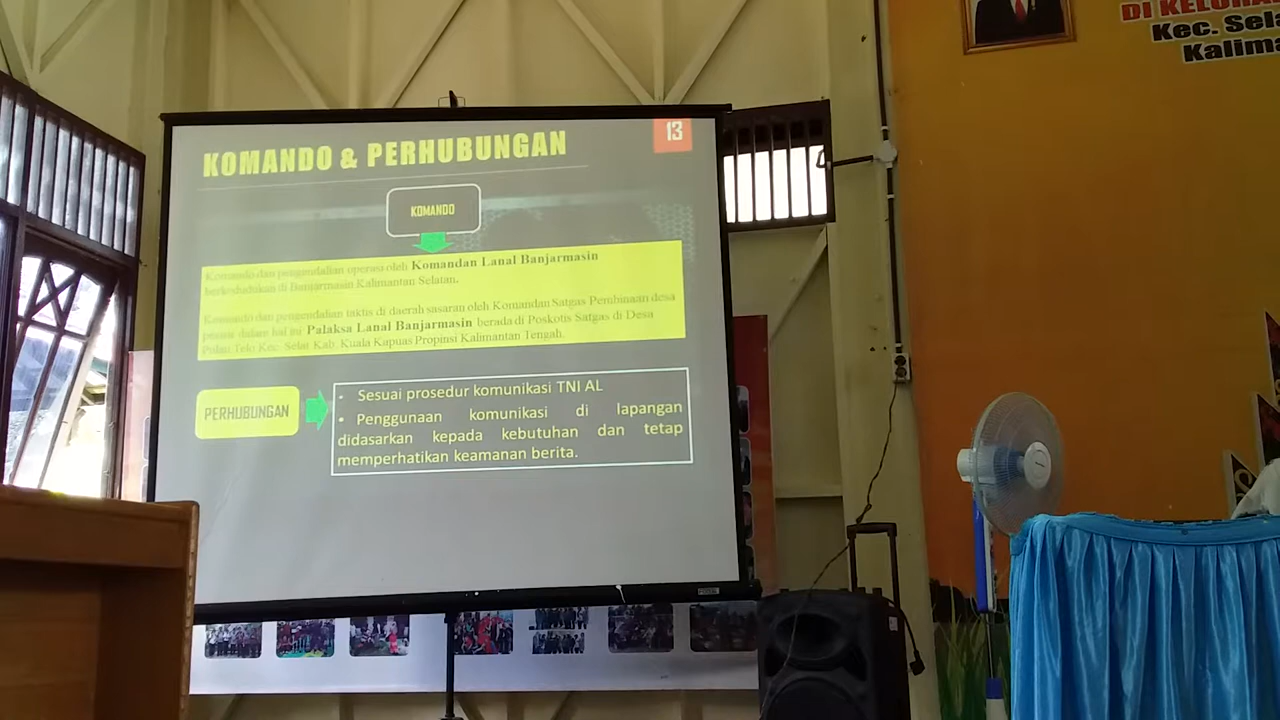 13
KOMANDO & PERHUBUNGAN
KOMANDO
Komando dan pengendalian operasi oleh Komandan Lanal Banjarmasin
berkedudukan di Banjarmasin Kalimantan Selatan.
Komando dan pengendalian taktis di daerah sasaran oleh Komandan Satgas Pembinaan desa
pesisir dalam hal ini Palaksa Lanal Banjarmasin berada di Poskotis Satgas di Desa
Pulau Telo Kec. Selat Kab. Kuala Kapuas Propinsi Kalimantan Tengah.
PERHUBUNGAN
• Sesuai prosedur komunikasi TNI AL
• Penggunaan komunikasi di lapangan
didasarkan kepada kebutuhan dan tetap
memperhatikan keamanan berita.
DI KELURA
Kec. Sela
Kalima